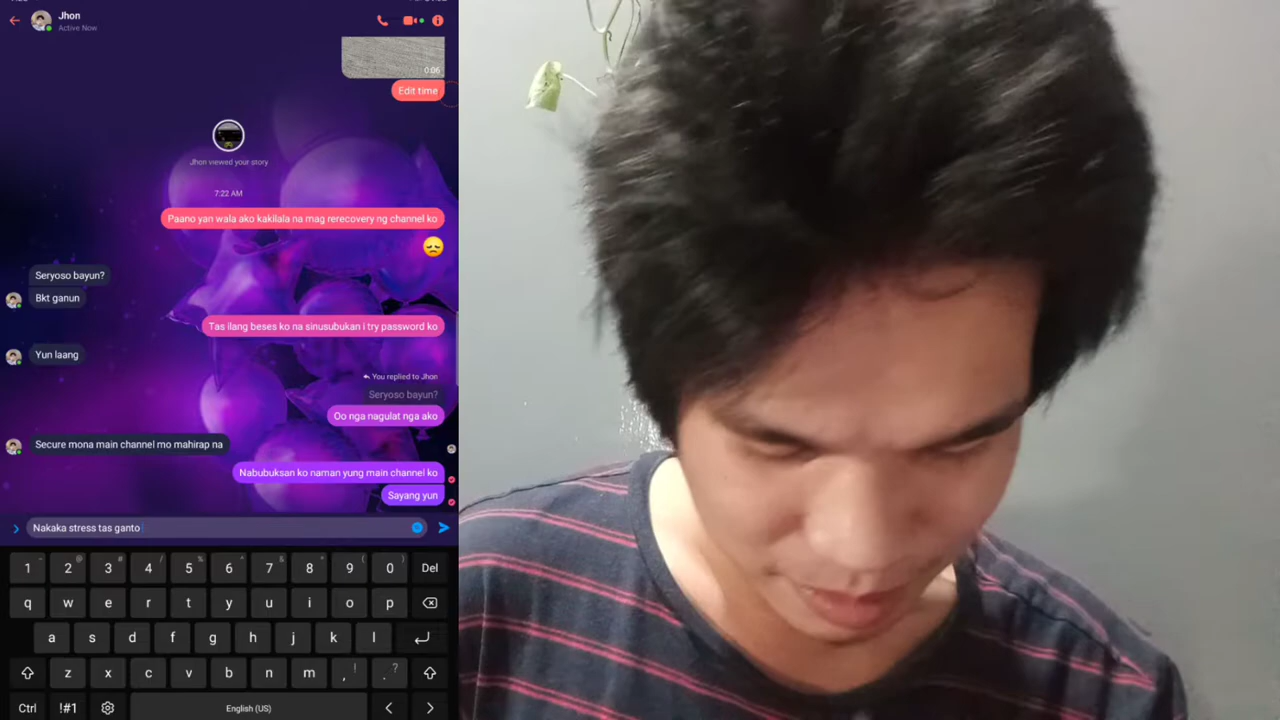 Jhon
Active Now
0:06
Edit time
Jhon viewed your story
7:22 AM
Paano yan wala ako kakilala na mag rerecovery ng channel ko
Seryoso bayun?
Bkt ganun
Tas ilang beses ko na sinusubukan i try password ko
Yun laang
You replied to Jhon
Seryoso bayun?
Oo nga nagulat nga ako
Secure mona main channel mo mahirap na
Nabubuksan ko naman yung main channel ko
Sayang yun
Nakaka stress tas ganto
1 2 3 4 5 6 7 8 9 0 Del
q w e r t y u i o p
a s d f g h j k l
z x c v b n m , ! . ?
Ctrl !#1 English (US)